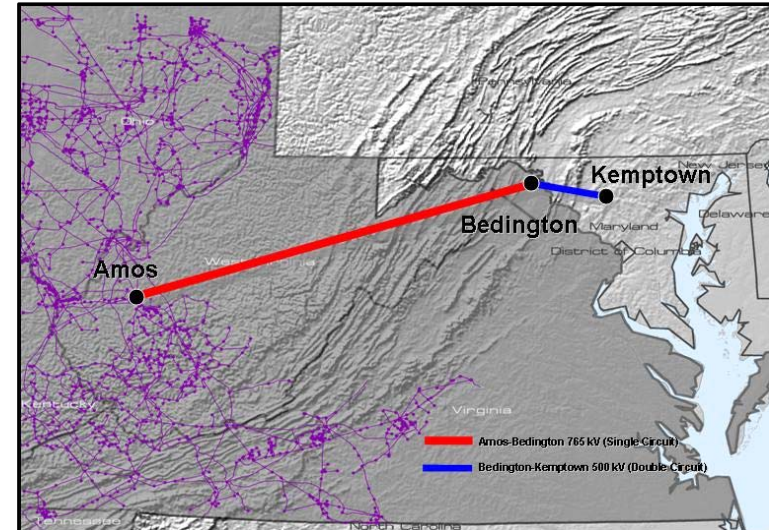 Pennsylvania
Ohio
New Jersey
Kemptown
Bedington
Maryland
Delaware
District of Columbia
Amos
West Virginia
Kentucky
Virginia
Amos-Bedington 765 kV (Single Circuit)
Bedington-Kemptown 500 kV (Double Circuit)
Tennessee
North Carolina